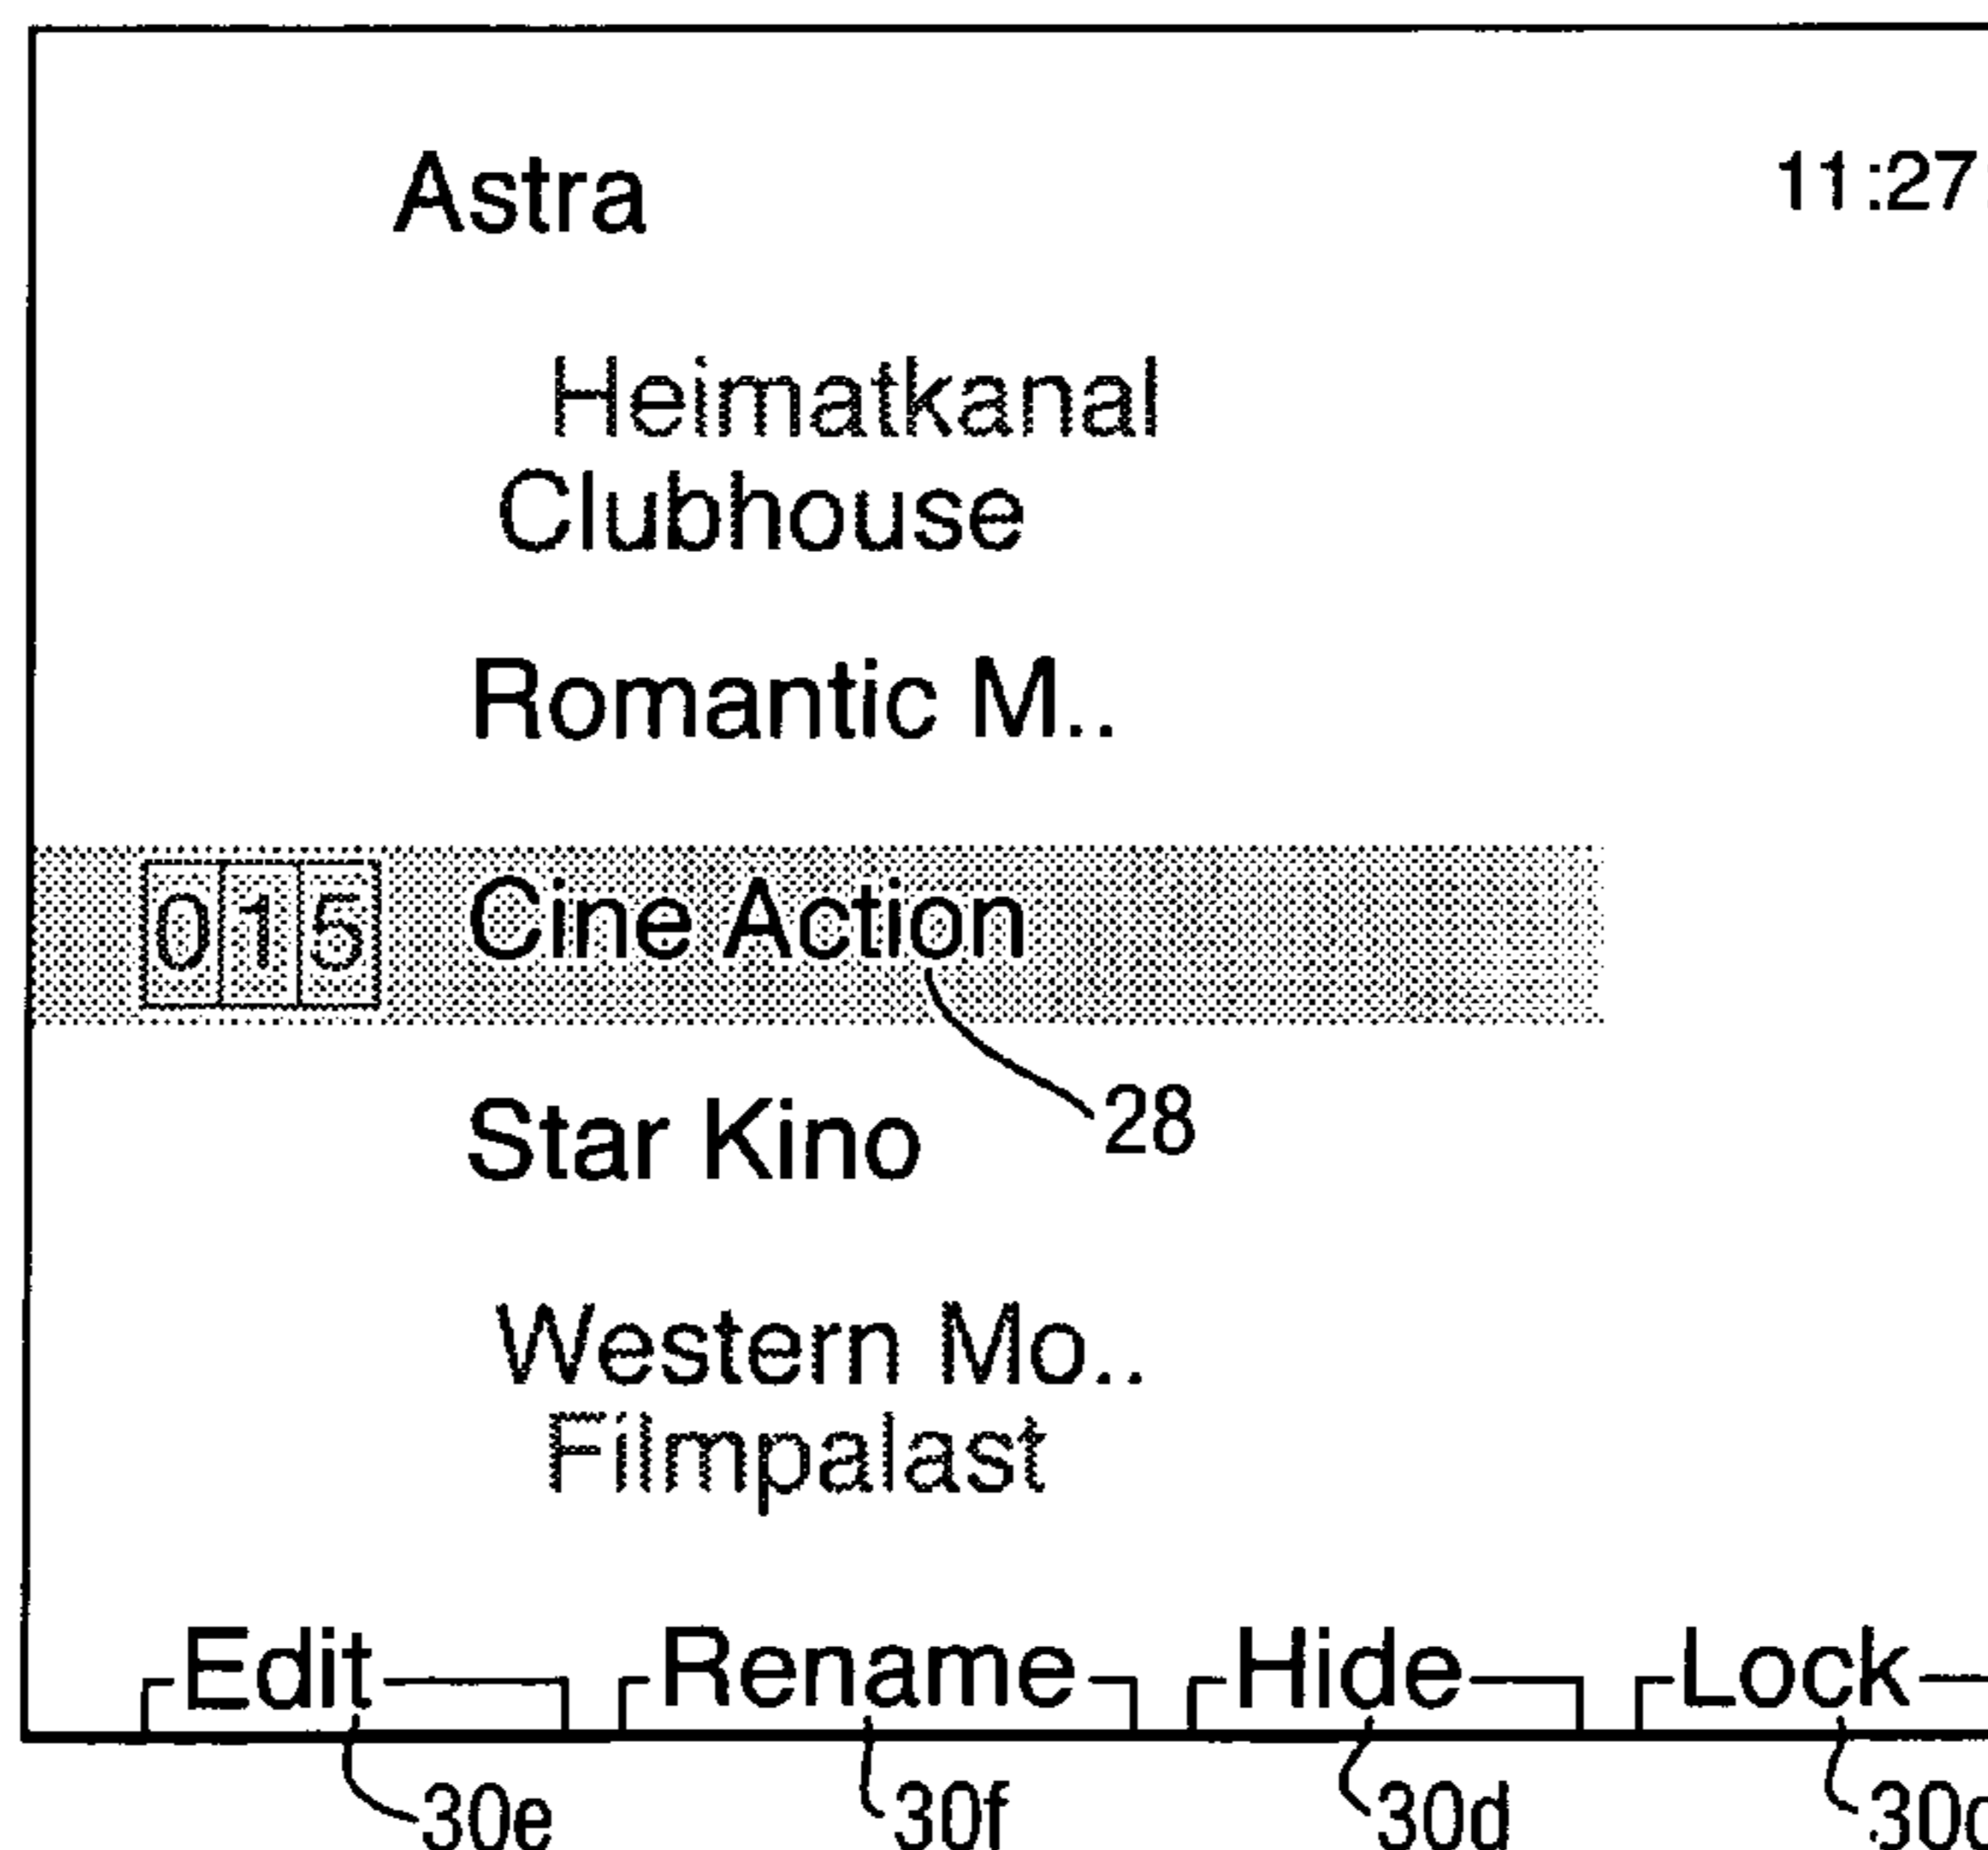 Astra 11:27
Heimatkanal
Clubhouse
Romantic M..
015 Cine Action
28
Star Kino
Western Mo..
Filmpalast
Edit Rename Hide Lock
30e 30f 30d